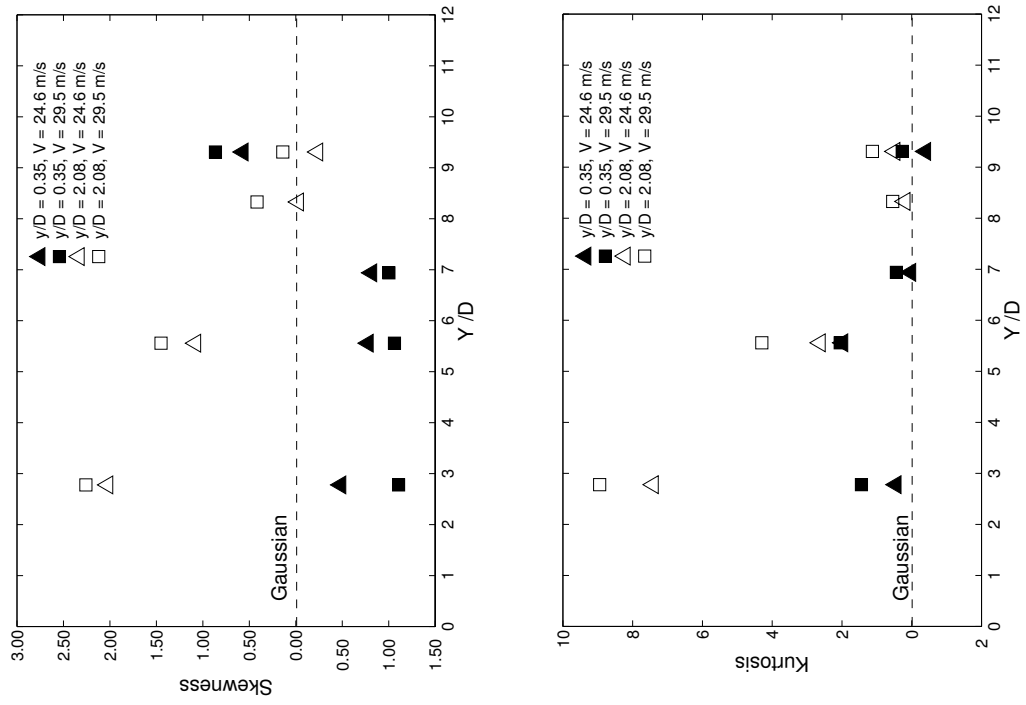 3.00
2.50
2.00
1.50
1.00
0.50
0.00
0.50
1.00
1.50
Skewness
0 1 2 3 4 5 6 7 8 9 10 11 12
Y/D
Gaussian
y/D = 0.35, V = 24.6 m/s
y/D = 0.35, V = 29.5 m/s
y/D = 2.08, V = 24.6 m/s
y/D = 2.08, V = 29.5 m/s
10
8
6
4
2
0
2
Kurtosis
0 1 2 3 4 5 6 7 8 9 10 11 12
Y/D
Gaussian
y/D = 0.35, V = 24.6 m/s
y/D = 0.35, V = 29.5 m/s
y/D = 2.08, V = 24.6 m/s
y/D = 2.08, V = 29.5 m/s